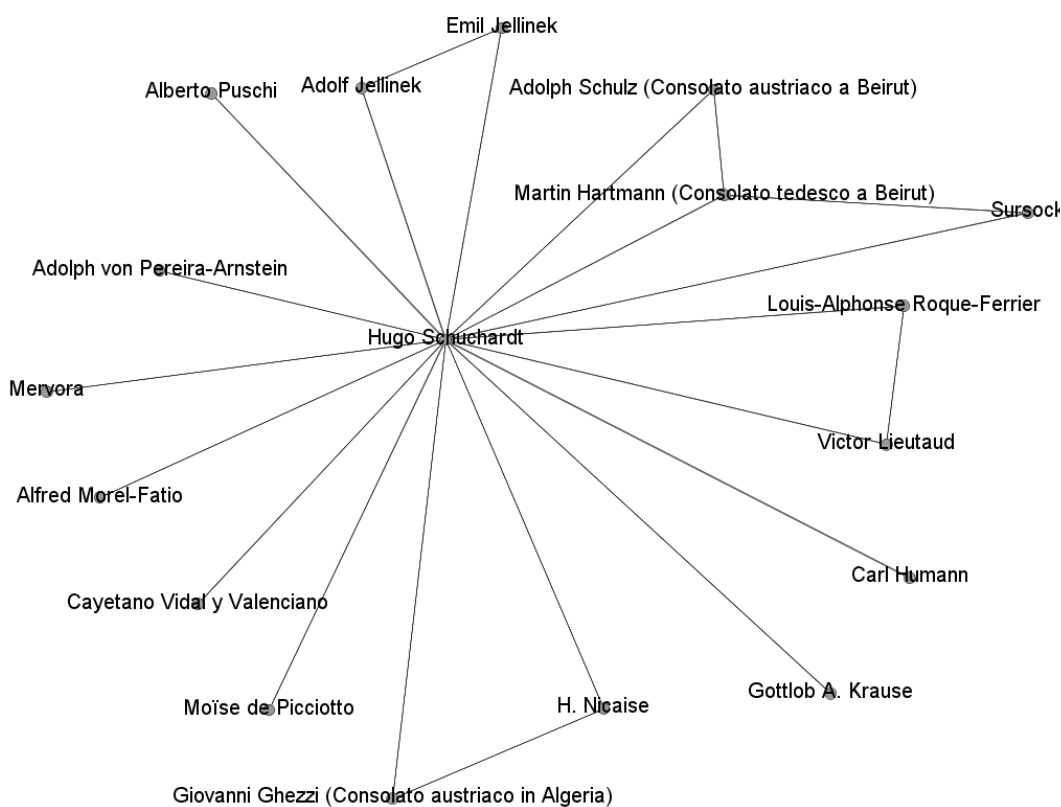 Emil Jellinek
Adolf Jellinek
Alberto Puschi
Adolph Schulz (Consolato austriaco a Beirut)
Martin Hartmann (Consolato tedesco a Beirut)
Sursock
Adolph von Pereira-Arnstein
Louis-Alphonse Roque-Ferrier
Hugo Schuchardt
Mervora
Victor Lieutaud
Alfred Morel-Fatio
Carl Humann
Cayetano Vidal y Valenciano
Gottlob A. Krause
Moïse de Picciotto
H. Nicaise
Giovanni Ghezzi (Consolato austriaco in Algeria)